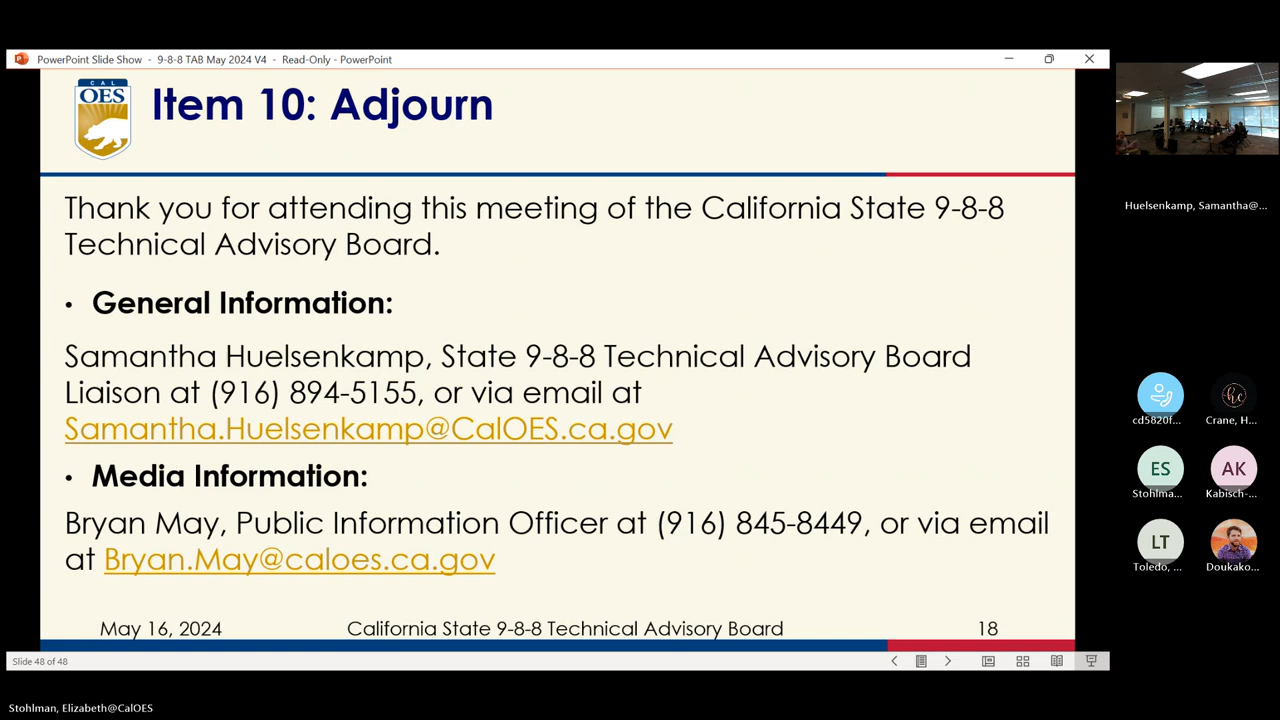 PowerPoint Slide Show - 9-8-8 TAB May 2024 V4 - Read-Only - PowerPoint
CAL
OES
Item 10: Adjourn
Thank you for attending this meeting of the California State 9-8-8
Technical Advisory Board.
• General Information:
Samantha Huelsenkamp, State 9-8-8 Technical Advisory Board
Liaison at (916) 894-5155, or via email at
Samantha.Huelsenkamp@CalOES.ca.gov
• Media Information:
Bryan May, Public Information Officer at (916) 845-8449, or via email
at Bryan.May@caloes.ca.gov
May 16, 2024 California State 9-8-8 Technical Advisory Board 18
Slide 48 of 48
Stohlman, Elizabeth@CalOES
Huelsenkamp, Samantha@...
cd5820f...
hc
Crane, H...
ES
Stohlma...
AK
Kabisch-...
LT
Toledo, ...
Doukako...